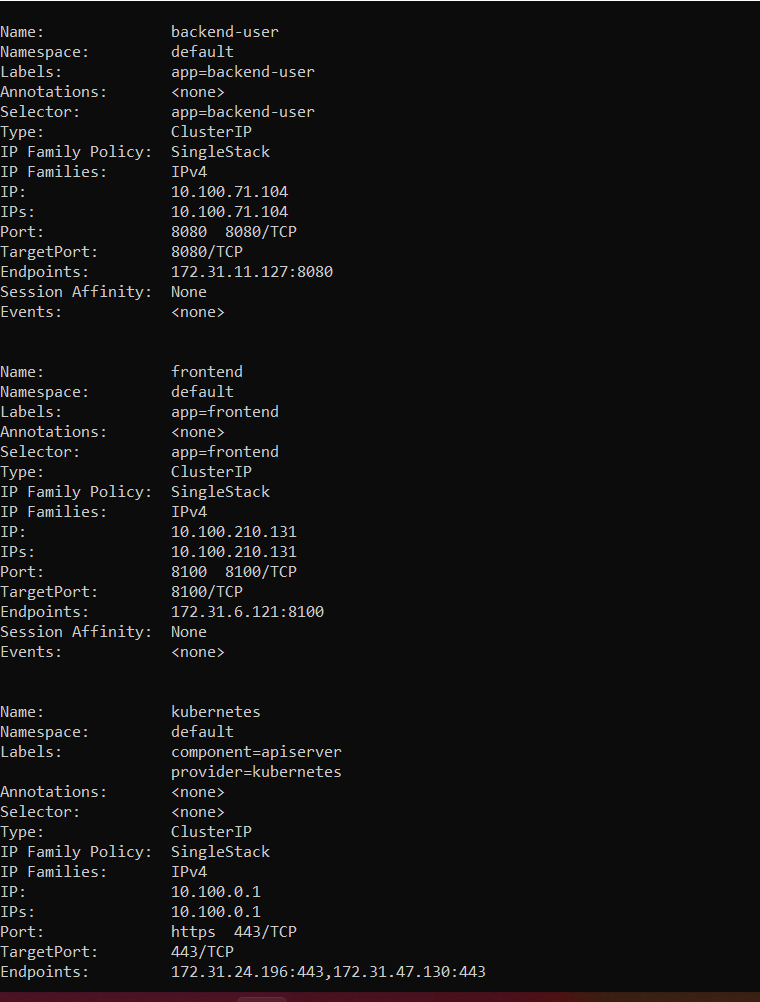 Name:              backend-user
Namespace:         default
Labels:            app=backend-user
Annotations:       <none>
Selector:          app=backend-user
Type:              ClusterIP
IP Family Policy:  SingleStack
IP Families:       IPv4
IP:                10.100.71.104
IPs:               10.100.71.104
Port:              8080  8080/TCP
TargetPort:        8080/TCP
Endpoints:         172.31.11.127:8080
Session Affinity:  None
Events:            <none>
Name:              frontend
Namespace:         default
Labels:            app=frontend
Annotations:       <none>
Selector:          app=frontend
Type:              ClusterIP
IP Family Policy:  SingleStack
IP Families:       IPv4
IP:                10.100.210.131
IPs:               10.100.210.131
Port:              8100  8100/TCP
TargetPort:        8100/TCP
Endpoints:         172.31.6.121:8100
Session Affinity:  None
Events:            <none>
Name:              kubernetes
Namespace:         default
Labels:            component=apiserver
                   provider=kubernetes
Annotations:       <none>
Selector:          <none>
Type:              ClusterIP
IP Family Policy:  SingleStack
IP Families:       IPv4
IP:                10.100.0.1
IPs:               10.100.0.1
Port:              https  443/TCP
TargetPort:        443/TCP
Endpoints:         172.31.24.196:443,172.31.47.130:443